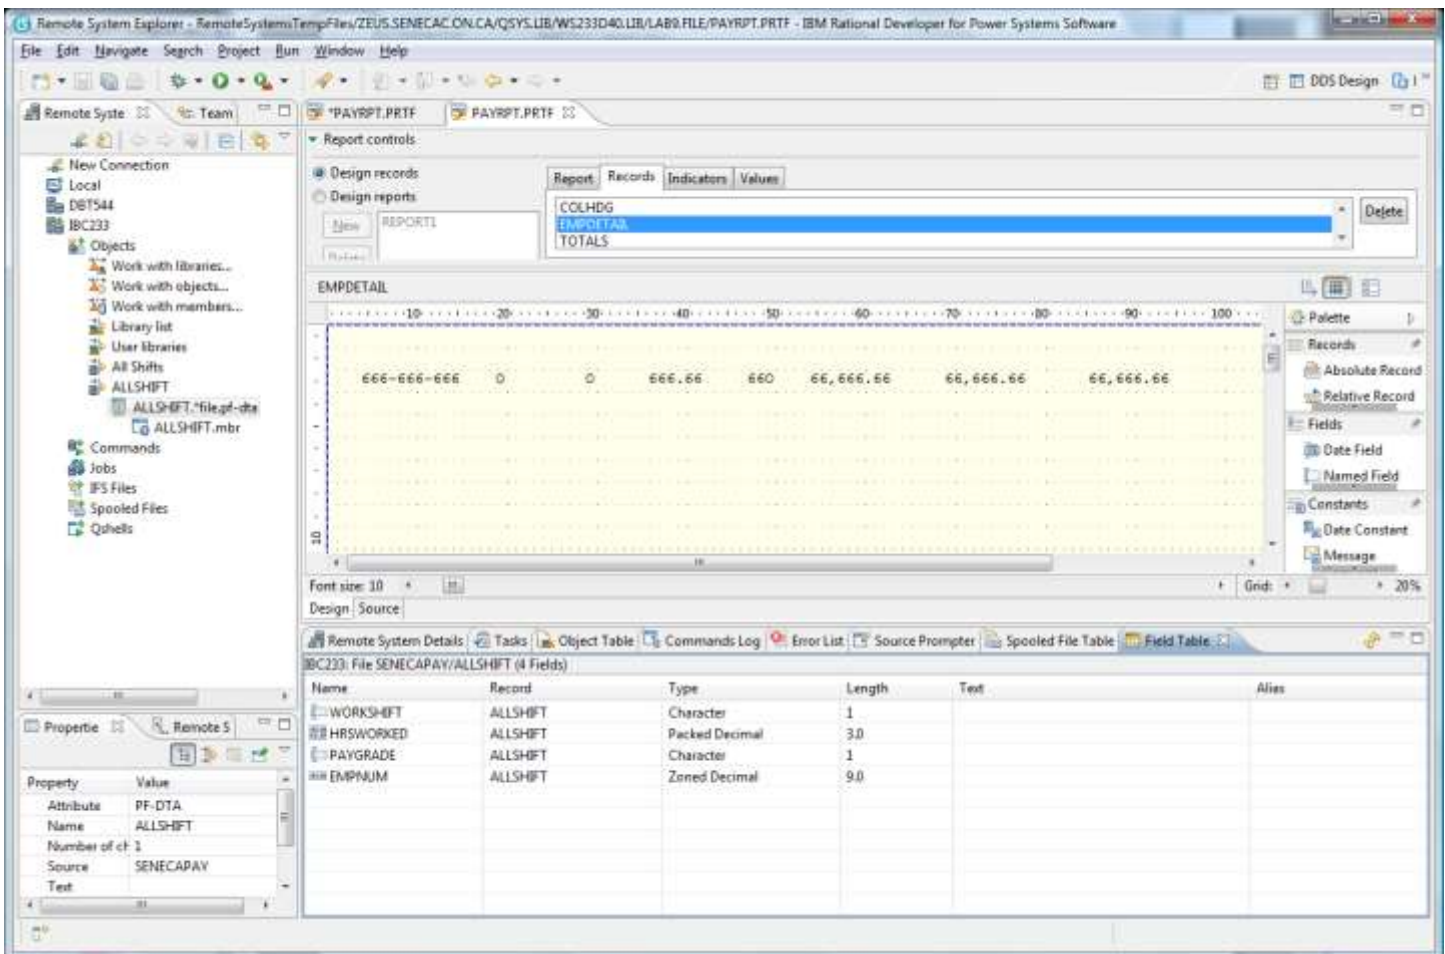 Remote System Explorer - RemoteSystemsTempFiles/ZEUS.SENECAC.ON.CA/QSYS.LIB/WS233D40.LIB/LAB9.FILE/PAYRPT.PRTF - IBM Rational Developer for Power Systems Software
File Edit Navigate Search Project Run Window Help
DDS Design
Remote Syste Team
*PAYRPT.PRTF PAYRPT.PRTF
Report controls
New Connection
Local
DBT544
IBC233
Objects
Work with libraries...
Work with objects...
Work with members...
Library list
User libraries
All Shifts
ALLSHIFT
ALLSHIFT.*file.pf-dta
ALLSHIFT.mbr
Commands
Jobs
IFS Files
Spooled Files
Qshells
Design records
Design reports
New REPORT1
Delete
Report Records Indicators Values
COLHDG
EMPDETAIL
TOTALS
Delete
EMPDETAIL
10 20 30 40 50 60 70 80 90 100
666-666-666 O O 666.66 66O 66,666.66 66,666.66 66,666.66
10
Palette
Records
Absolute Record
Relative Record
Fields
Date Field
Named Field
Constants
Date Constant
Message
Font size: 10
Grid: 20%
Design Source
Remote System Details Tasks Object Table Commands Log Error List Source Prompter Spooled File Table Field Table
IBC233: File SENECAPAY/ALLSHIFT (4 Fields)
Name Record Type Length Text Alias
WORKSHIFT ALLSHIFT Character 1
HRSWORKED ALLSHIFT Packed Decimal 3.0
PAYGRADE ALLSHIFT Character 1
EMPNUM ALLSHIFT Zoned Decimal 9.0
Propertie Remote S
Property Value
Attribute PF-DTA
Name ALLSHIFT
Number of cf 1
Source SENECAPAY
Text